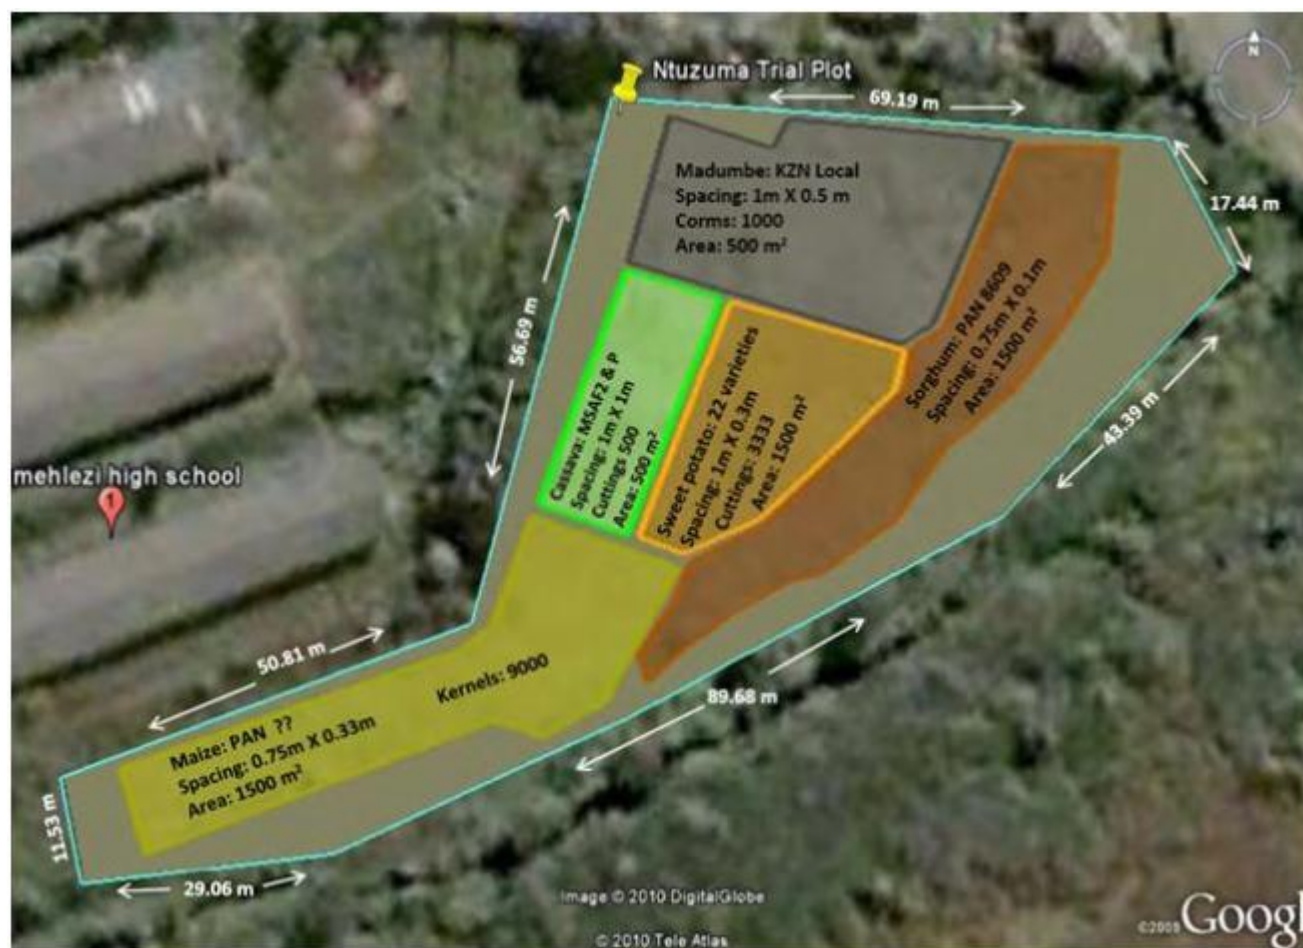 Ntuzuma Trial Plot
69.19 m
N
Madumbe: KZN Local
Spacing: 1m X 0.5 m
Corms: 1000
Area: 500 m²
17.44 m
56.69 m
Sorghum: PAN 8609
Spacing: 0.75m X 0.1m
Area: 1500 m²
Cassava: MSAF2 & P
Spacing: 1m X 1m
Cuttings 500
Area: 500 m²
Sweet potato: 22 varieties
Spacing: 1m X 0.3m
Cuttings: 3333
Area: 1500 m²
43.39 m
mehlezi high school
1
50.81 m
Kernels: 9000
89.68 m
Maize: PAN ??
Spacing: 0.75m X 0.33m
Area: 1500 m²
11.53 m
29.06 m
Image © 2010 DigitalGlobe
© 2010 Tele Atlas
©2009 Googl